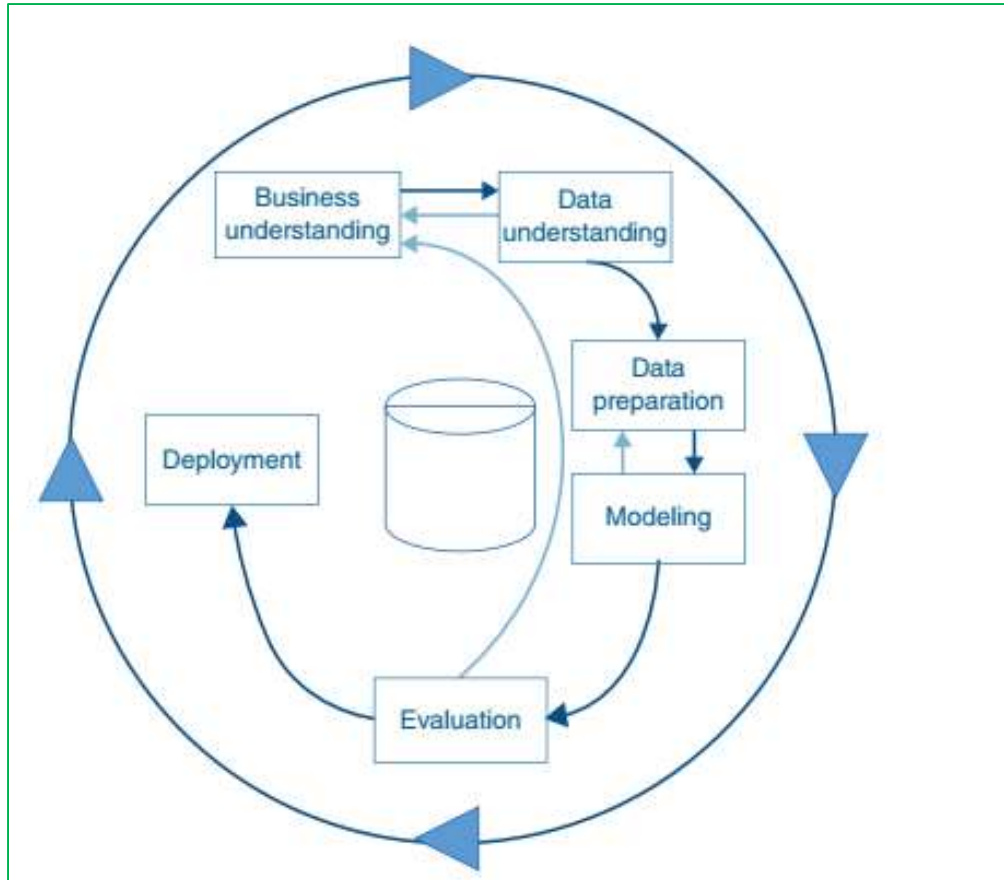 Business
understanding
Data
understanding
Data
preparation
Deployment
Modeling
Evaluation